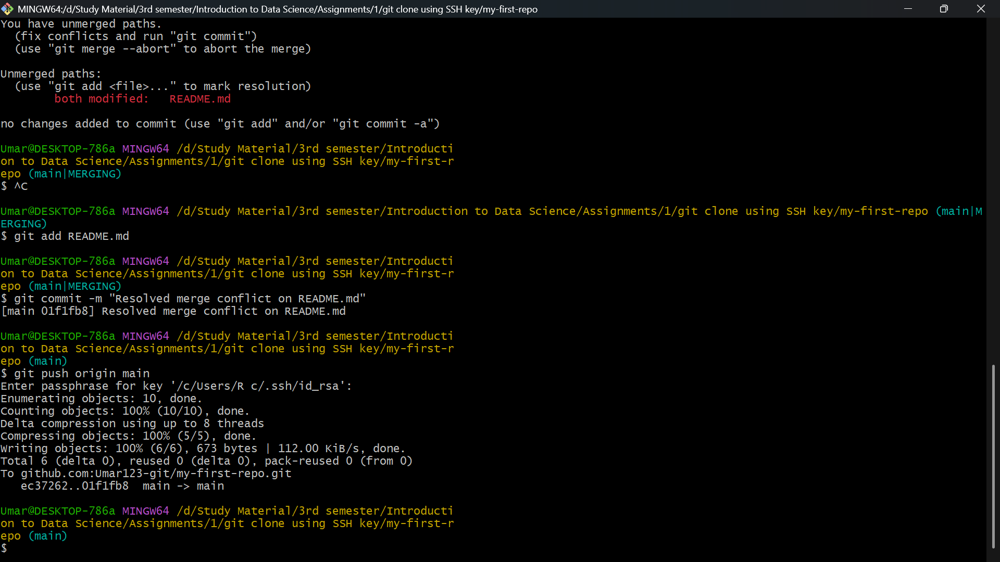 MINGW64:/d/Study Material/3rd semester/Introduction to Data Science/Assignments/1/git clone using SSH key/my-first-repo
You have unmerged paths.
  (fix conflicts and run "git commit")
  (use "git merge --abort" to abort the merge)

Unmerged paths:
  (use "git add <file>..." to mark resolution)
        both modified:   README.md

no changes added to commit (use "git add" and/or "git commit -a")

Umar@DESKTOP-786a MINGW64 /d/Study Material/3rd semester/Introducti
on to Data Science/Assignments/1/git clone using SSH key/my-first-r
epo (main|MERGING)
$ ^C

Umar@DESKTOP-786a MINGW64 /d/Study Material/3rd semester/Introduction to Data Science/Assignments/1/git clone using SSH key/my-first-repo (main|M
ERGING)
$ git add README.md

Umar@DESKTOP-786a MINGW64 /d/Study Material/3rd semester/Introducti
on to Data Science/Assignments/1/git clone using SSH key/my-first-r
epo (main|MERGING)
$ git commit -m "Resolved merge conflict on README.md"
[main 01f1fb8] Resolved merge conflict on README.md

Umar@DESKTOP-786a MINGW64 /d/Study Material/3rd semester/Introducti
on to Data Science/Assignments/1/git clone using SSH key/my-first-r
epo (main)
$ git push origin main
Enter passphrase for key '/c/Users/R c/.ssh/id_rsa':
Enumerating objects: 10, done.
Counting objects: 100% (10/10), done.
Delta compression using up to 8 threads
Compressing objects: 100% (5/5), done.
Writing objects: 100% (6/6), 673 bytes | 112.00 KiB/s, done.
Total 6 (delta 0), reused 0 (delta 0), pack-reused 0 (from 0)
To github.com:Umar123-git/my-first-repo.git
   ec37262..01f1fb8  main -> main

Umar@DESKTOP-786a MINGW64 /d/Study Material/3rd semester/Introducti
on to Data Science/Assignments/1/git clone using SSH key/my-first-r
epo (main)
$